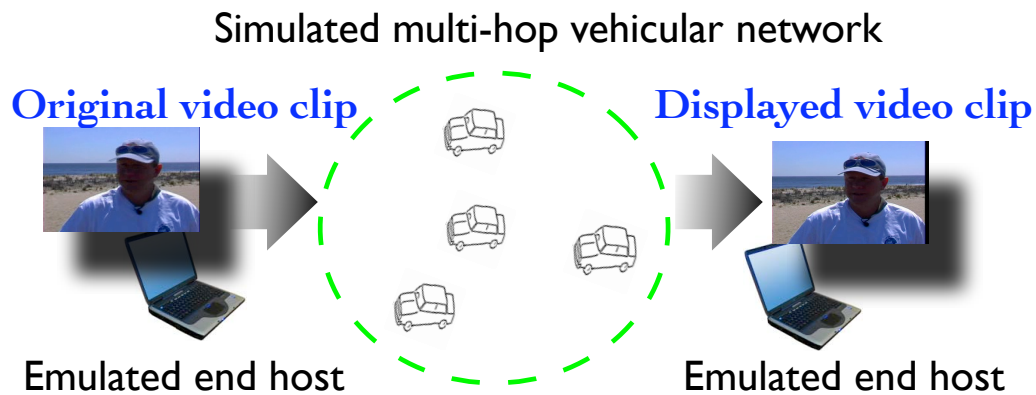 Simulated multi-hop vehicular network
Original video clip
Displayed video clip
Emulated end host
Emulated end host